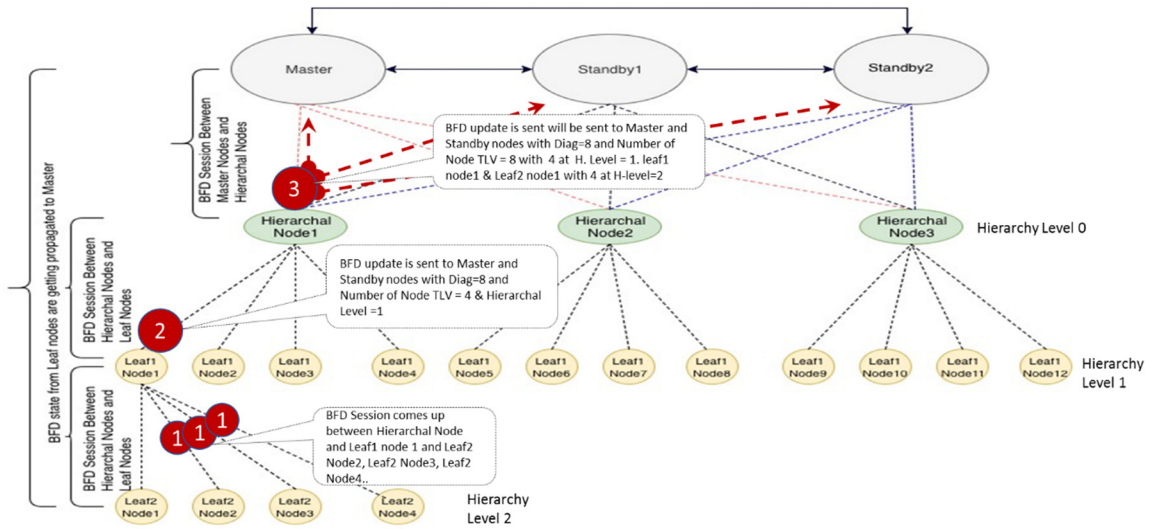 Master
Standby1
Standby2
BFD Session Between
Master Nodes and
Hierarchal Nodes
BFD update is sent will be sent to Master and
Standby nodes with Diag=8 and Number of
Node TLV = 8 with  4 at  H. Level = 1. leaf1
node1 & Leaf2 node1 with 4 at H-level=2
3
Hierarchal
Node1
Hierarchal
Node2
Hierarchal
Node3
Hierarchy Level 0
BFD state from Leaf nodes are getting propagated to Master
BFD Session Between
Hierarchal Nodes and
Leaf Nodes
BFD update is sent to Master and
Standby nodes with Diag=8 and
Number of Node TLV = 4 & Hierarchal
Level =1
2
Leaf1
Node1
Leaf1
Node2
Leaf1
Node3
Leaf1
Node4
Leaf1
Node5
Leaf1
Node6
Leaf1
Node7
Leaf1
Node8
Leaf1
Node9
Leaf1
Node10
Leaf1
Node11
Leaf1
Node12
Hierarchy
Level 1
BFD Session Between
Hierarchal Nodes and
Leaf Nodes
1
1
1
BFD Session comes up
between Hierarchal Node
and Leaf1 node 1 and Leaf2
Node2, Leaf2 Node3, Leaf2
Node4..
Leaf2
Node1
Leaf2
Node2
Leaf2
Node3
Leaf2
Node4
Hierarchy
Level 2